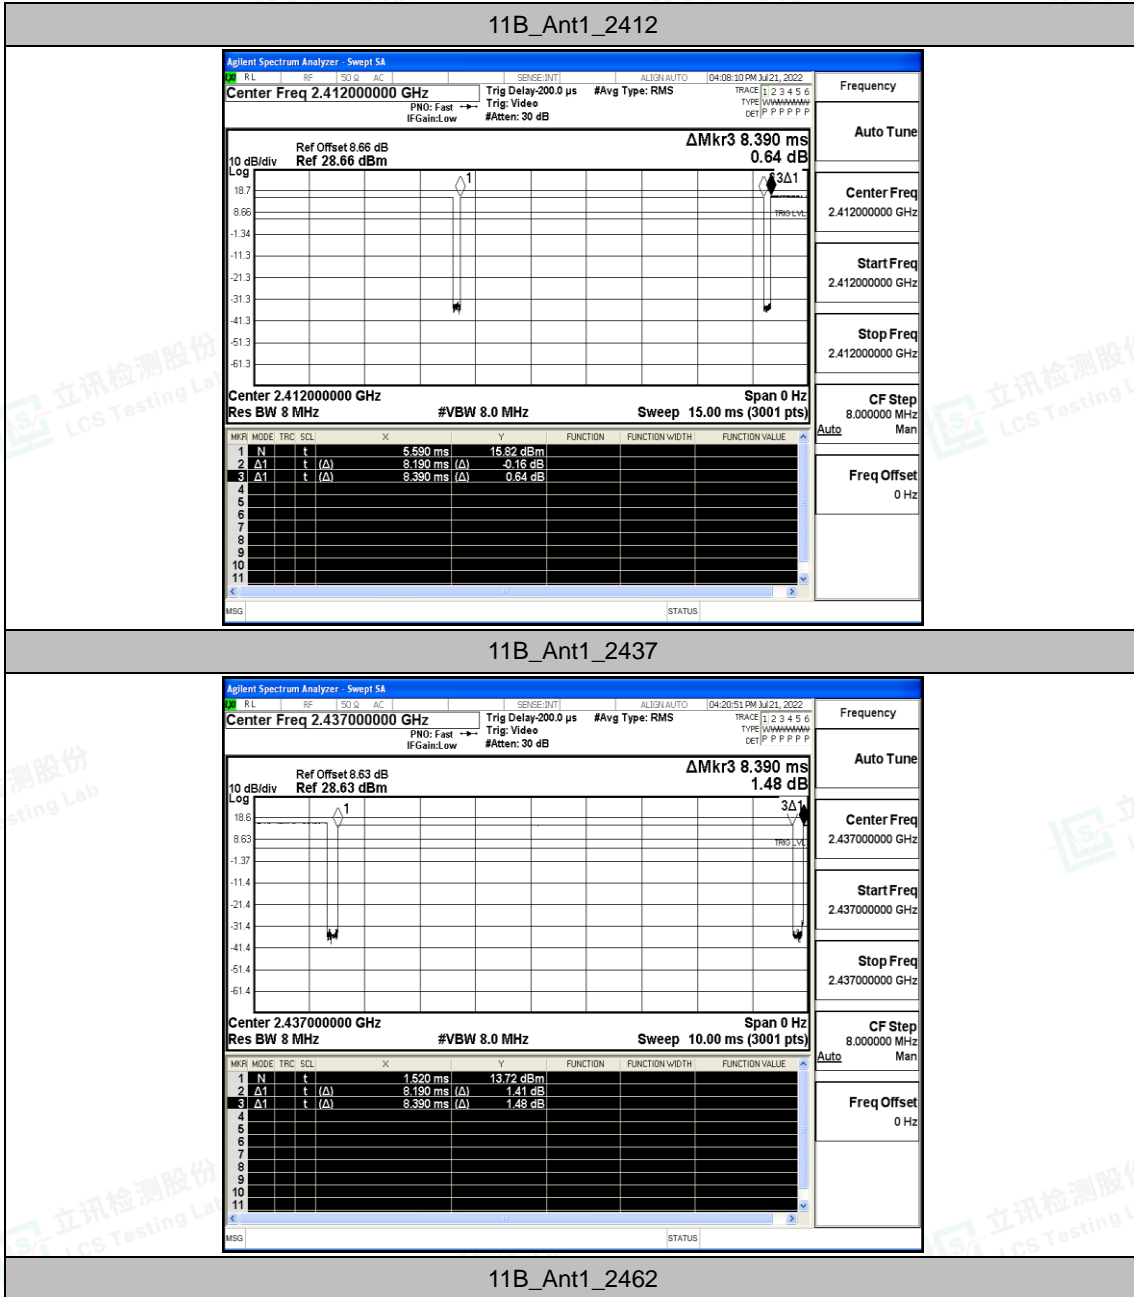 11B_Ant1_2412
Agilent Spectrum Analyzer - Swept SA
LXI RL RF 50 Ω AC SENSE:INT ALIGN AUTO 04:08:10 PM Jul 21, 2022
Center Freq 2.412000000 GHz
PNO: Fast
IFGain:Low
Trig Delay-200.0 µs
Trig: Video
#Atten: 30 dB
#Avg Type: RMS
TRACE 1 2 3 4 5 6
TYPE
DET P P P P P P
Ref Offset 8.66 dB
Ref 28.66 dBm
10 dB/div
Log
ΔMkr3 8.390 ms
0.64 dB
1
3Δ1
18.7
8.66
TRIG LVL
-1.34
-11.3
-21.3
-31.3
-41.3
-51.3
-61.3
Center 2.412000000 GHz Span 0 Hz
Res BW 8 MHz #VBW 8.0 MHz Sweep 15.00 ms (3001 pts)
MKR MODE TRC SCL X Y FUNCTION FUNCTION WIDTH FUNCTION VALUE
1 N t 5.590 ms 15.82 dBm
2 Δ1 t (Δ) 8.190 ms (Δ) -0.16 dB
3 Δ1 t (Δ) 8.390 ms (Δ) 0.64 dB
4
5
6
7
8
9
10
11
MSG STATUS
Frequency
Auto Tune
Center Freq
2.412000000 GHz
Start Freq
2.412000000 GHz
Stop Freq
2.412000000 GHz
CF Step
8.000000 MHz
Auto Man
Freq Offset
0 Hz
11B_Ant1_2437
Agilent Spectrum Analyzer - Swept SA
LXI RL RF 50 Ω AC SENSE:INT ALIGN AUTO 04:20:51 PM Jul 21, 2022
Center Freq 2.437000000 GHz
PNO: Fast
IFGain:Low
Trig Delay-200.0 µs
Trig: Video
#Atten: 30 dB
#Avg Type: RMS
TRACE 1 2 3 4 5 6
TYPE
DET P P P P P P
Ref Offset 8.63 dB
Ref 28.63 dBm
10 dB/div
Log
ΔMkr3 8.390 ms
1.48 dB
1
3Δ1
18.6
8.63
TRIG LVL
-1.37
-11.4
-21.4
-31.4
-41.4
-51.4
-61.4
Center 2.437000000 GHz Span 0 Hz
Res BW 8 MHz #VBW 8.0 MHz Sweep 10.00 ms (3001 pts)
MKR MODE TRC SCL X Y FUNCTION FUNCTION WIDTH FUNCTION VALUE
1 N t 1.520 ms 13.72 dBm
2 Δ1 t (Δ) 8.190 ms (Δ) 1.41 dB
3 Δ1 t (Δ) 8.390 ms (Δ) 1.48 dB
4
5
6
7
8
9
10
11
MSG STATUS
Frequency
Auto Tune
Center Freq
2.437000000 GHz
Start Freq
2.437000000 GHz
Stop Freq
2.437000000 GHz
CF Step
8.000000 MHz
Auto Man
Freq Offset
0 Hz
11B_Ant1_2462
立讯检测股份
LCS Testing Lab